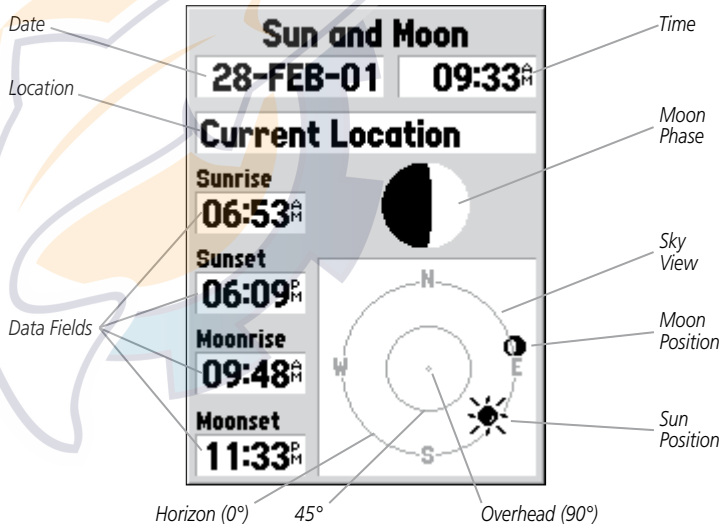 Date
Sun and Moon
Time
28-FEB-01
09:33AM
Location
Current Location
Moon
Phase
Sunrise
06:53AM
Sunset
06:09PM
Sky
View
N
Data Fields
Moonrise
09:48AM
Moon
Position
W
E
Moonset
11:33PM
Sun
Position
S
Horizon (0°)
45°
Overhead (90°)